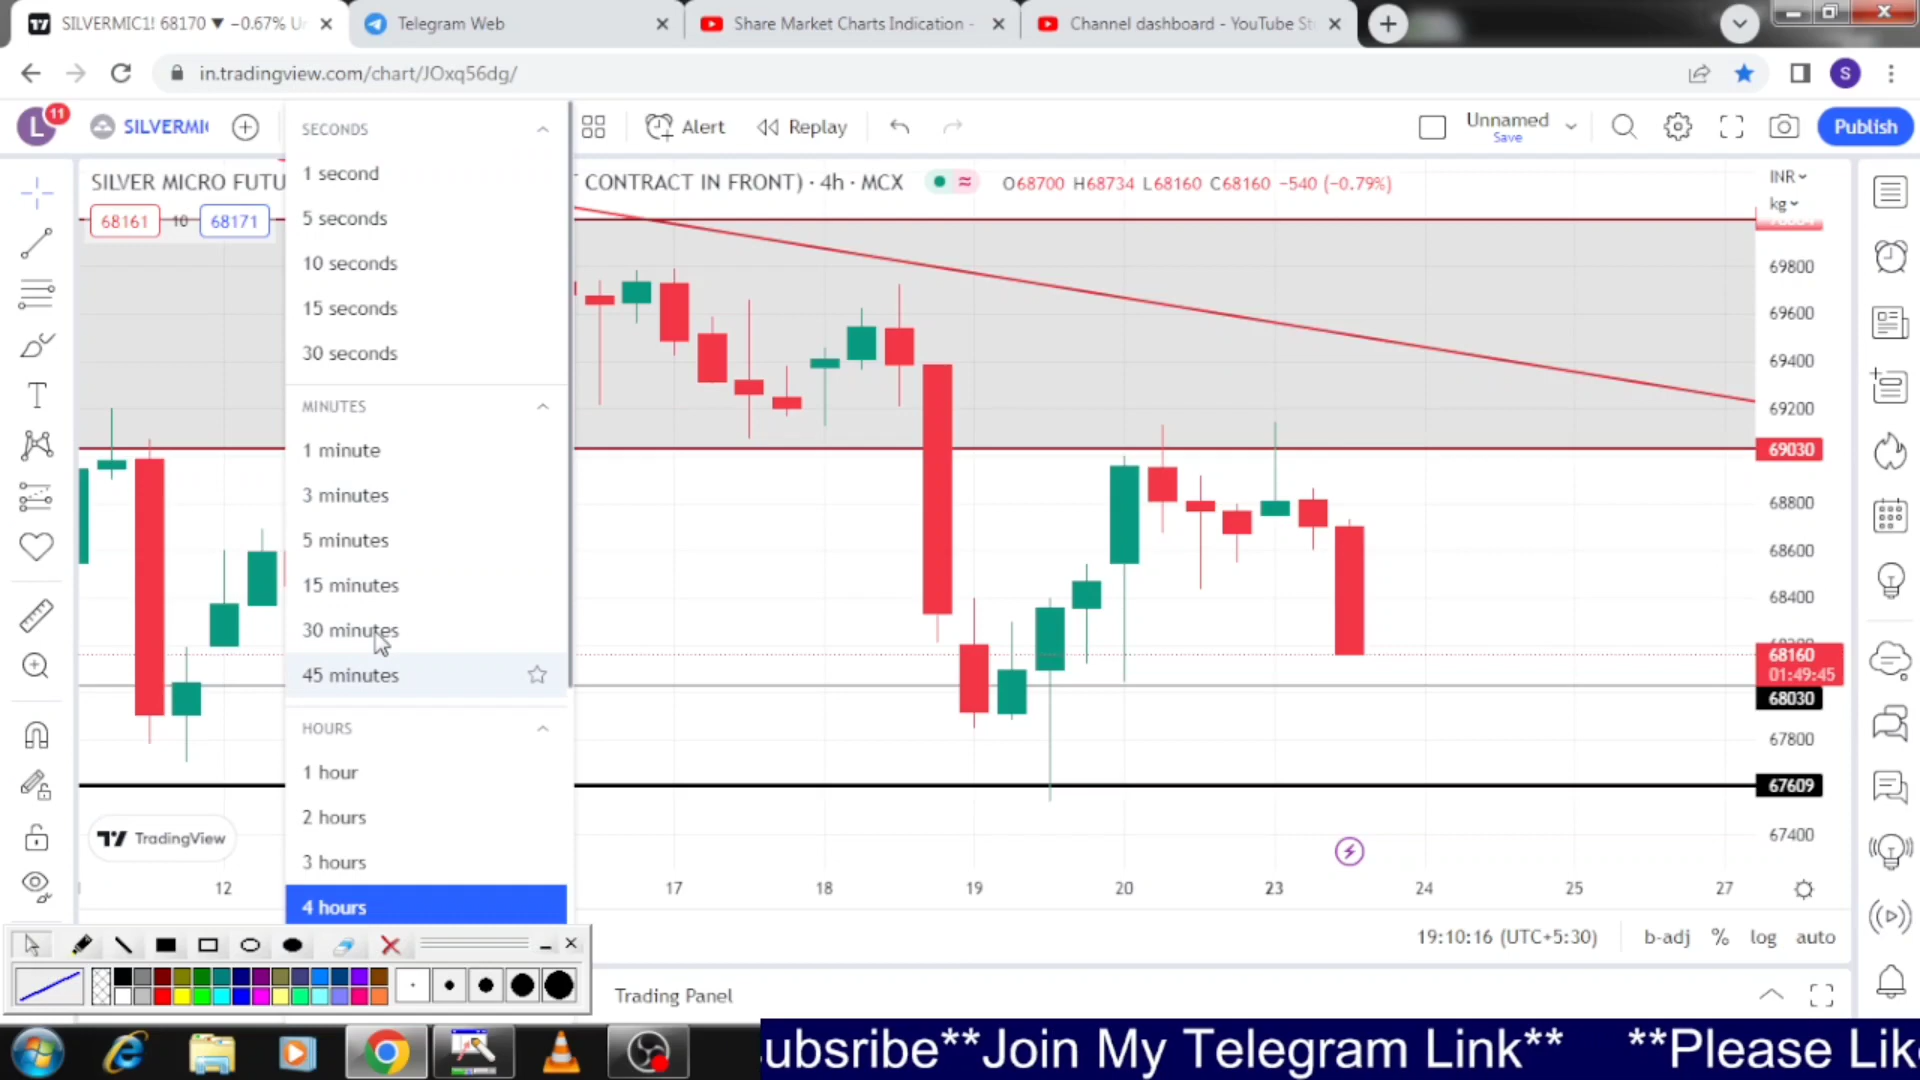 SILVERMIC1! 68170 ▼ −0.67% Un
Telegram Web
Share Market Charts Indication -
Channel dashboard - YouTube St
in.tradingview.com/chart/JOxq56dg/
S
L
11
SILVERMI
Alert
Replay
Unnamed
Save
Publish
SILVER MICRO FUTU
T CONTRACT IN FRONT) · 4h · MCX
O68700 H68734 L68160 C68160 −540 (−0.79%)
68161
10
68171
SECONDS
1 second
5 seconds
10 seconds
15 seconds
30 seconds
MINUTES
1 minute
3 minutes
5 minutes
15 minutes
30 minutes
45 minutes
HOURS
1 hour
2 hours
3 hours
4 hours
INR
kg
69800
69600
69400
69200
69030
68800
68600
68400
68160
01:49:45
68030
67800
67609
67400
TradingView
12
17
18
19
20
23
24
25
27
19:10:16 (UTC+5:30)
b-adj
%
log
auto
Trading Panel
ubsribe**Join My Telegram Link** **Please Lik